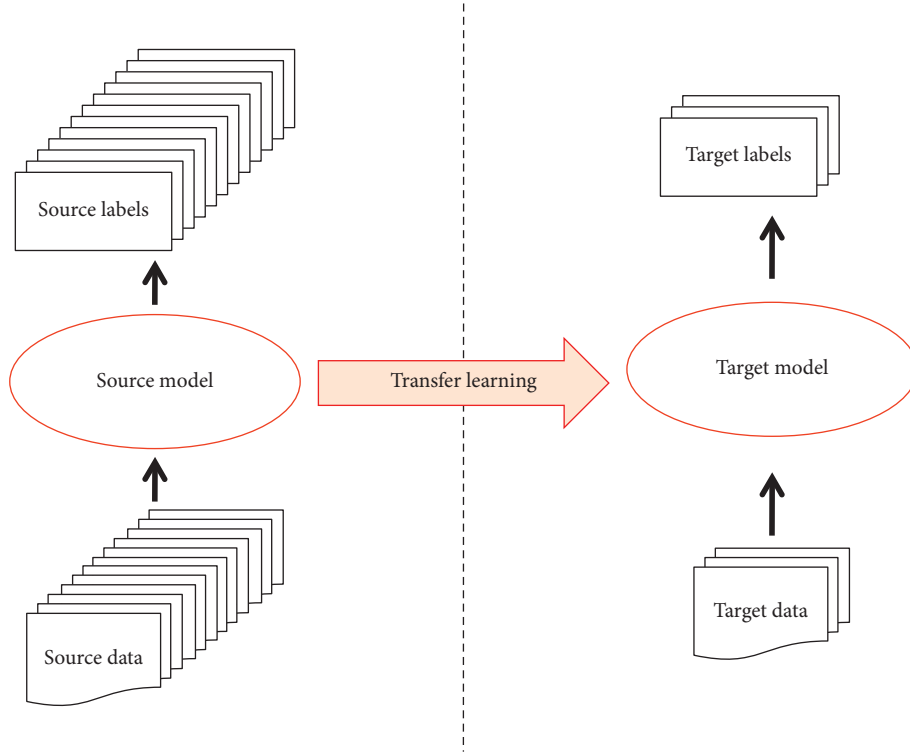 Source labels
Target labels
Source model
Transfer learning
Target model
Source data
Target data